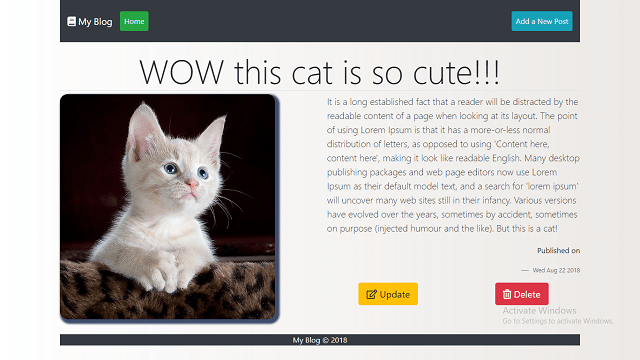 My Blog
Home
Add a New Post
WOW this cat is so cute!!!
It is a long established fact that a reader will be distracted by the
readable content of a page when looking at its layout. The point
of using Lorem Ipsum is that it has a more-or-less normal
distribution of letters, as opposed to using 'Content here,
content here', making it look like readable English. Many desktop
publishing packages and web page editors now use Lorem
Ipsum as their default model text, and a search for 'lorem ipsum'
will uncover many web sites still in their infancy. Various versions
have evolved over the years, sometimes by accident, sometimes
on purpose (injected humour and the like). But this is a cat!
Published on
— Wed Aug 22 2018
Update
Delete
Activate Windows
Go to Settings to activate Windows.
My Blog © 2018